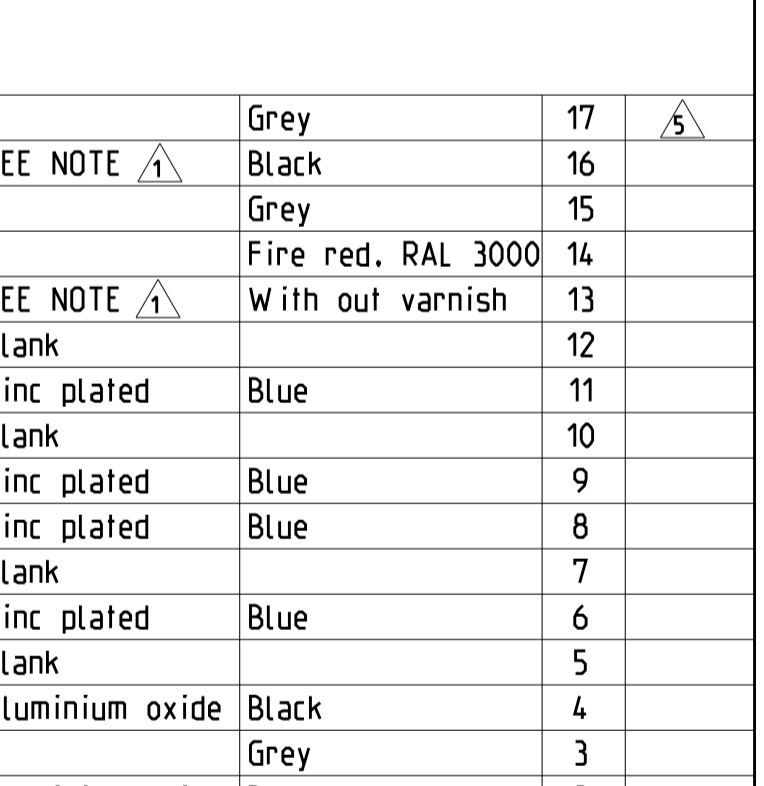 Grey 17 5
EE NOTE 1 Black 16
Grey 15
Fire red. RAL 3000 14
EE NOTE 1 With out varnish 13
lank 12
inc plated Blue 11
lank 10
inc plated Blue 9
inc plated Blue 8
lank 7
inc plated Blue 6
lank 5
luminium oxide Black 4
Grey 3